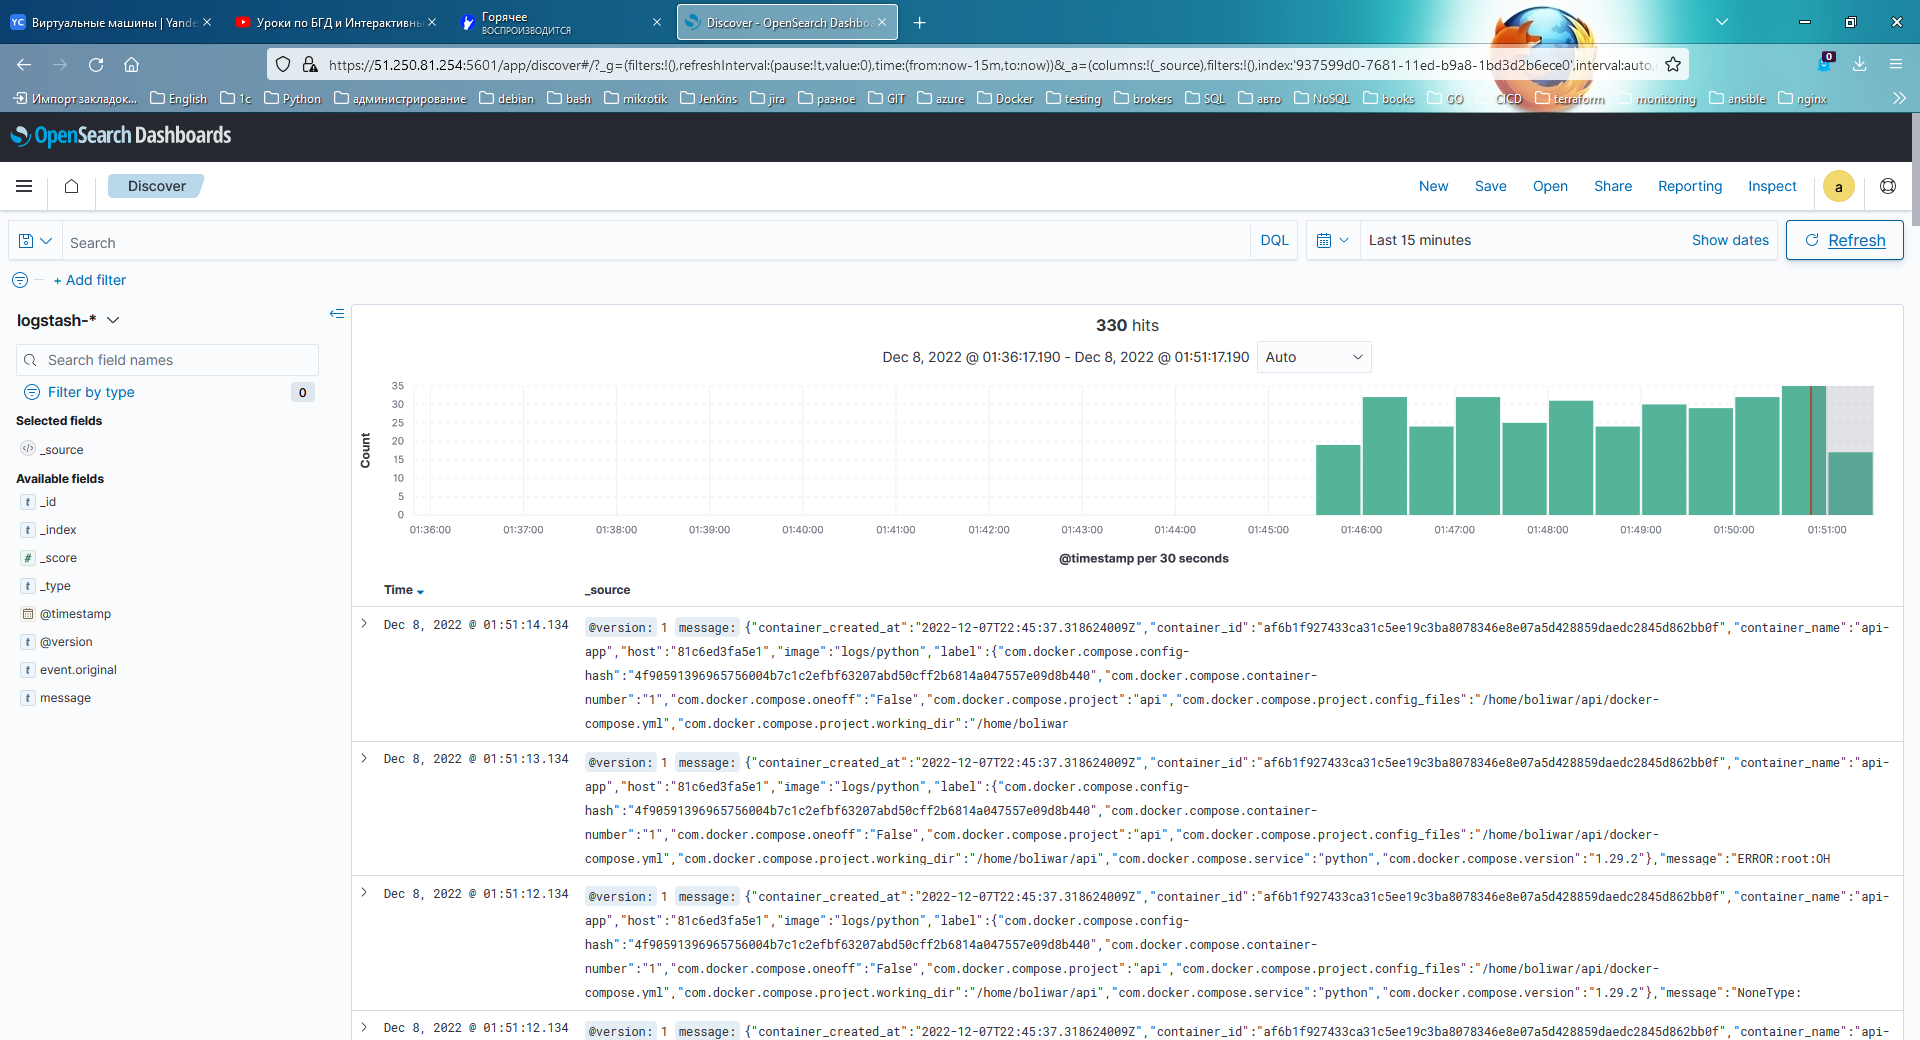 Виртуальные машины | Yande
Уроки по БГД и Интерактивнь
Горячее
ВОСПРОИЗВОДИТСЯ
Discover - OpenSearch Dashboa
https://51.250.81.254:5601/app/discover#/?_g=(filters:!(),refreshInterval:(pause:!t,value:0),time:(from:now-15m,to:now))&_a=(columns:!(_source),filters:!(),index:'937599d0-7681-11ed-b9a8-1bd3d2b6ece0',interval:auto,
0
Импорт закладок... English 1c Python администрирование debian bash mikrotik Jenkins jira разное GIT azure Docker testing brokers SQL авто NoSQL books GO CICD terraform monitoring ansible nginx
OpenSearch Dashboards
Discover
New Save Open Share Reporting Inspect a
Search DQL Last 15 minutes Show dates Refresh
+ Add filter
logstash-*
Search field names
Filter by type 0
Selected fields
_source
Available fields
t _id
t _index
# _score
t _type
@timestamp
t @version
t event.original
t message
330 hits
Dec 8, 2022 @ 01:36:17.190 - Dec 8, 2022 @ 01:51:17.190 Auto
35
30
25
20
15
10
5
0
Count
01:36:00 01:37:00 01:38:00 01:39:00 01:40:00 01:41:00 01:42:00 01:43:00 01:44:00 01:45:00 01:46:00 01:47:00 01:48:00 01:49:00 01:50:00 01:51:00
@timestamp per 30 seconds
Time _source
Dec 8, 2022 @ 01:51:14.134 @version: 1 message: {"container_created_at":"2022-12-07T22:45:37.318624009Z","container_id":"af6b1f927433ca31c5ee19c3ba8078346e8e07a5d428859daedc2845d862bb0f","container_name":"api-
app","host":"81c6ed3fa5e1","image":"logs/python","label":{"com.docker.compose.config-
hash":"4f90591396965756004b7c1c2efbf63207abd50cff2b6814a047557e09d8b440","com.docker.compose.container-
number":"1","com.docker.compose.oneoff":"False","com.docker.compose.project":"api","com.docker.compose.project.config_files":"/home/boliwar/api/docker-
compose.yml","com.docker.compose.project.working_dir":"/home/boliwar
Dec 8, 2022 @ 01:51:13.134 @version: 1 message: {"container_created_at":"2022-12-07T22:45:37.318624009Z","container_id":"af6b1f927433ca31c5ee19c3ba8078346e8e07a5d428859daedc2845d862bb0f","container_name":"api-
app","host":"81c6ed3fa5e1","image":"logs/python","label":{"com.docker.compose.config-
hash":"4f90591396965756004b7c1c2efbf63207abd50cff2b6814a047557e09d8b440","com.docker.compose.container-
number":"1","com.docker.compose.oneoff":"False","com.docker.compose.project":"api","com.docker.compose.project.config_files":"/home/boliwar/api/docker-
compose.yml","com.docker.compose.project.working_dir":"/home/boliwar/api","com.docker.compose.service":"python","com.docker.compose.version":"1.29.2"},"message":"ERROR:root:OH
Dec 8, 2022 @ 01:51:12.134 @version: 1 message: {"container_created_at":"2022-12-07T22:45:37.318624009Z","container_id":"af6b1f927433ca31c5ee19c3ba8078346e8e07a5d428859daedc2845d862bb0f","container_name":"api-
app","host":"81c6ed3fa5e1","image":"logs/python","label":{"com.docker.compose.config-
hash":"4f90591396965756004b7c1c2efbf63207abd50cff2b6814a047557e09d8b440","com.docker.compose.container-
number":"1","com.docker.compose.oneoff":"False","com.docker.compose.project":"api","com.docker.compose.project.config_files":"/home/boliwar/api/docker-
compose.yml","com.docker.compose.project.working_dir":"/home/boliwar/api","com.docker.compose.service":"python","com.docker.compose.version":"1.29.2"},"message":"NoneType:
Dec 8, 2022 @ 01:51:12.134 @version: 1 message: {"container_created_at":"2022-12-07T22:45:37.318624009Z","container_id":"af6b1f927433ca31c5ee19c3ba8078346e8e07a5d428859daedc2845d862bb0f","container_name":"api-